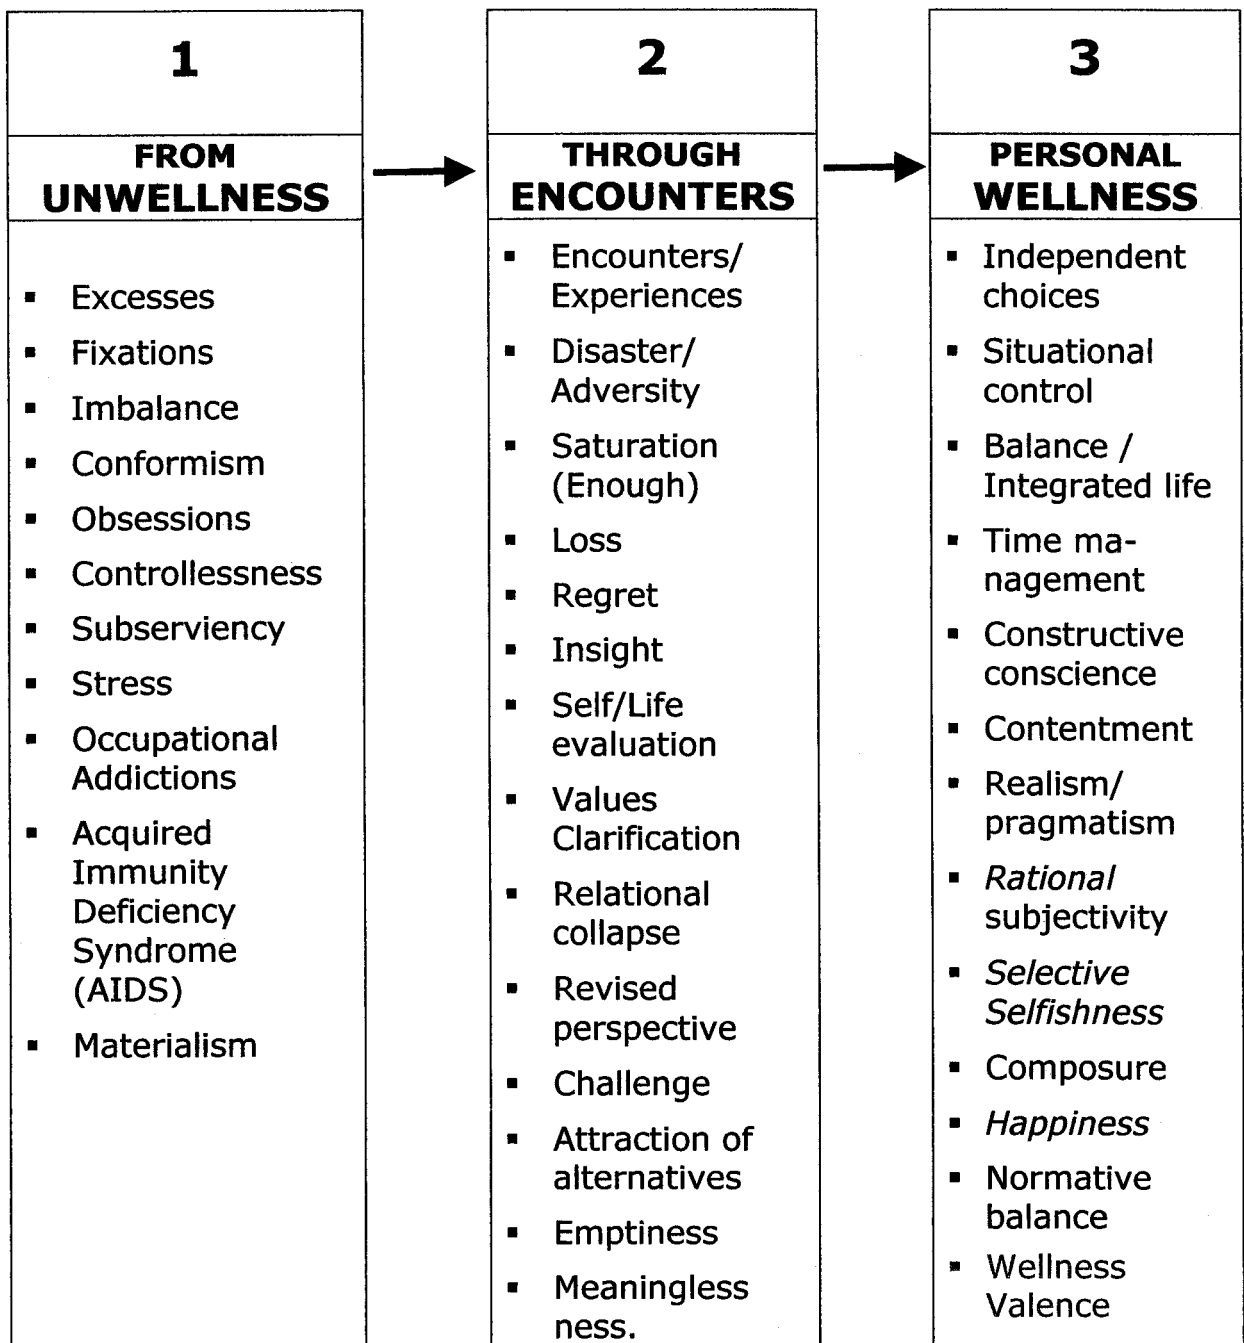 1
FROM
UNWELLNESS
▪ Excesses
▪ Fixations
▪ Imbalance
▪ Conformism
▪ Obsessions
▪ Controllessness
▪ Subserviency
▪ Stress
▪ Occupational
Addictions
▪ Acquired
Immunity
Deficiency
Syndrome
(AIDS)
▪ Materialism
2
THROUGH
ENCOUNTERS
▪ Encounters/
Experiences
▪ Disaster/
Adversity
▪ Saturation
(Enough)
▪ Loss
▪ Regret
▪ Insight
▪ Self/Life
evaluation
▪ Values
Clarification
▪ Relational
collapse
▪ Revised
perspective
▪ Challenge
▪ Attraction of
alternatives
▪ Emptiness
▪ Meaningless
ness.
3
PERSONAL
WELLNESS
▪ Independent
choices
▪ Situational
control
▪ Balance /
Integrated life
▪ Time ma-
nagement
▪ Constructive
conscience
▪ Contentment
▪ Realism/
pragmatism
▪ Rational
subjectivity
▪ Selective
Selfishness
▪ Composure
▪ Happiness
▪ Normative
balance
▪ Wellness
Valence